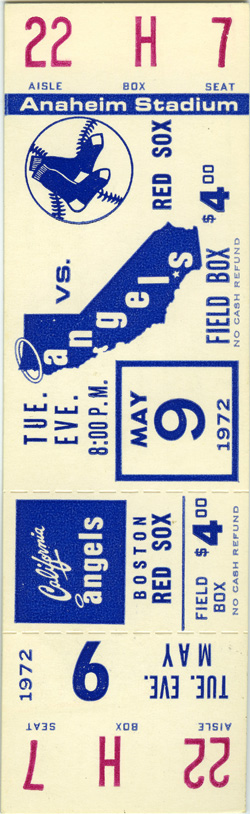 22 H 7
AISLE BOX SEAT
Anaheim Stadium
RED SOX
vs.
angels
$4.00
FIELD BOX
NO CASH REFUND
TUE.
EVE.
8:00 P.M.
MAY
9
1972
California
angels
BOSTON
RED SOX
$4.00
FIELD
BOX
NO CASH REFUND
TUE. EVE.
MAY
9
1972
AISLE BOX SEAT
22 H 7